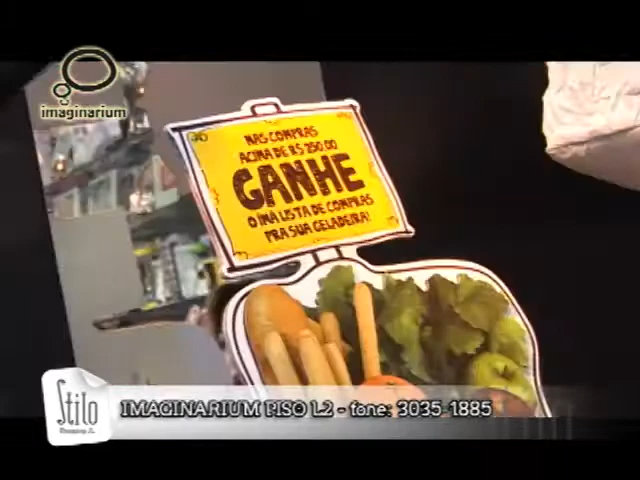 imaginarium
NAS COMPRAS
ACIMA DE R$ 250.00
GANHE
O IMÃ LISTA DE COMPRAS
PRA SUA GELADEIRA!
Stilo
IMAGINARIUM PISO L2 - fone: 3035-1885